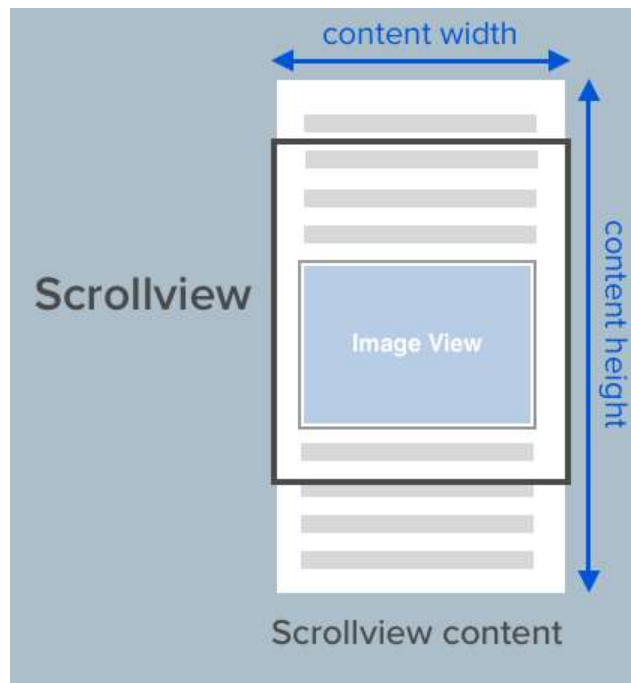 content width
Scrollview
Image View
content height
Scrollview content